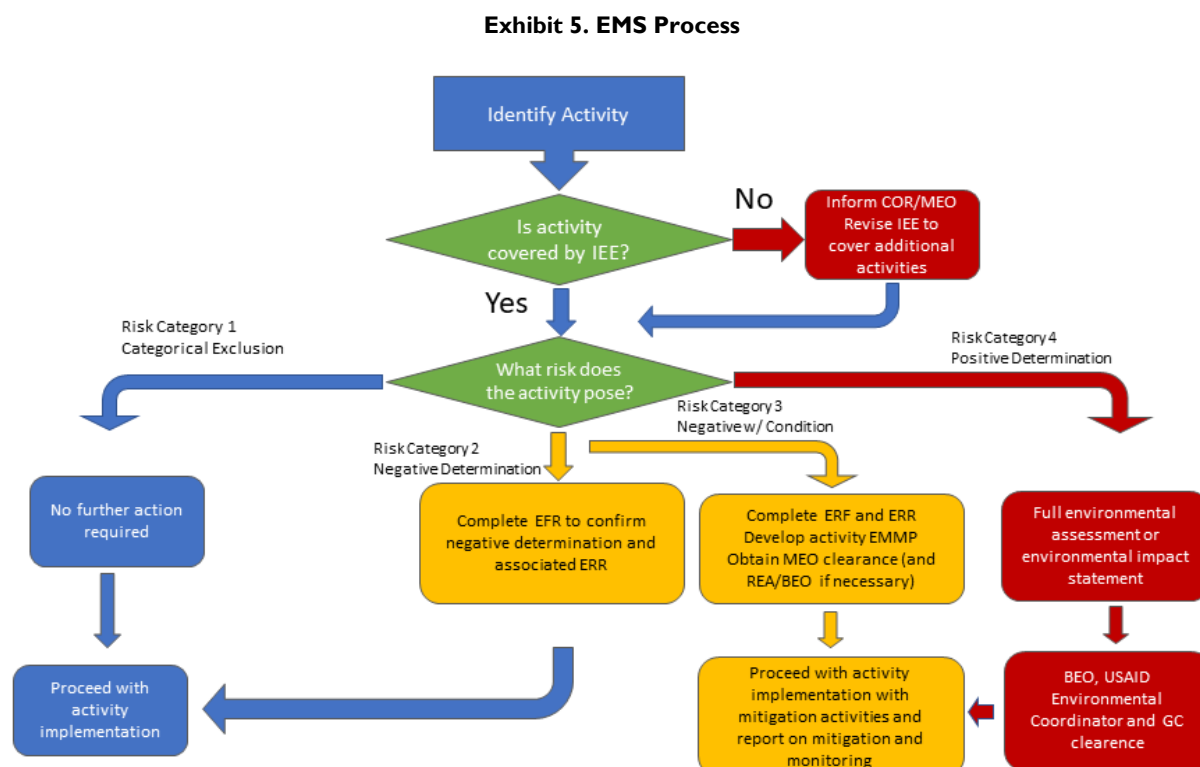 Exhibit 5. EMS Process
Identify Activity
Is activity
covered by IEE?
No
Inform COR/MEO
Revise IEE to
cover additional
activities
Yes
Risk Category 1
Categorical Exclusion
What risk does
the activity pose?
Risk Category 4
Positive Determination
Risk Category 3
Negative w/ Condition
Risk Category 2
Negative Determination
No further action
required
Complete EFR to confirm
negative determination and
associated ERR
Complete ERF and ERR
Develop activity EMMP
Obtain MEO clearance (and
REA/BEO if necessary)
Full environmental
assessment or
environmental impact
statement
Proceed with
activity
implementation
Proceed with activity
implementation with
mitigation activities and
report on mitigation and
monitoring
BEO, USAID
Environmental
Coordinator and GC
clearence